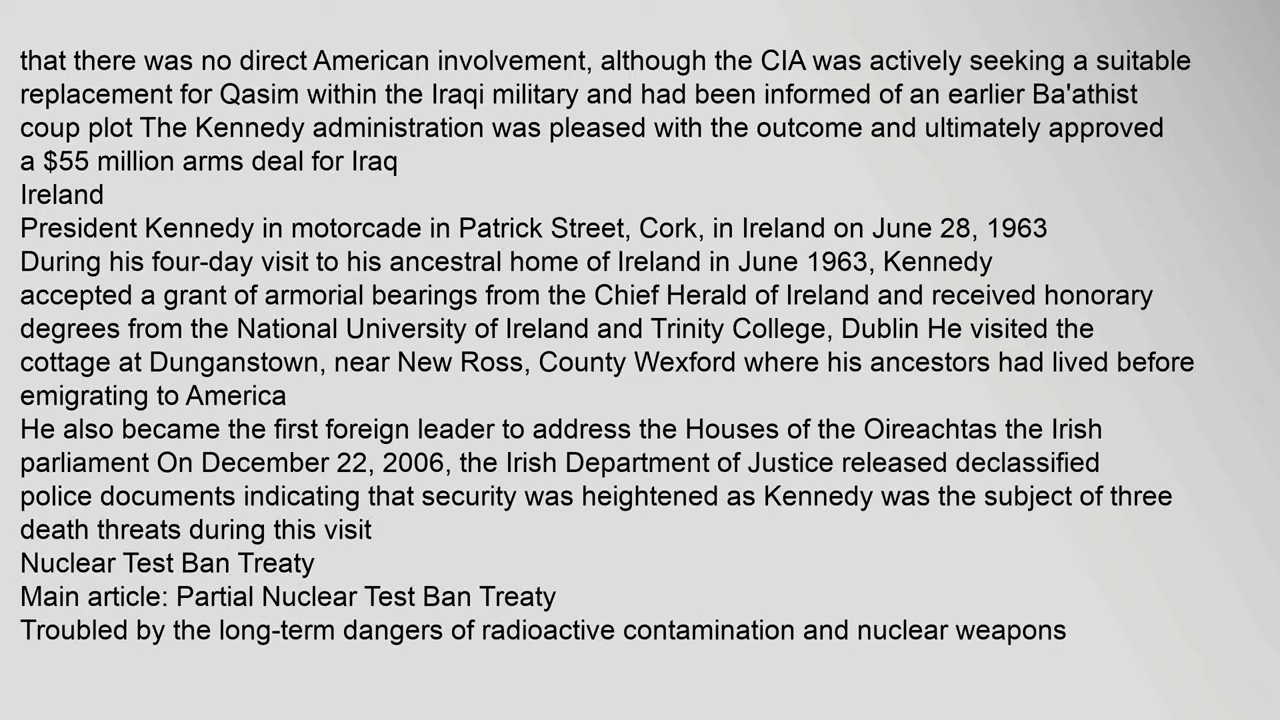 that there was no direct American involvement, although the CIA was actively seeking a suitable
replacement for Qasim within the Iraqi military and had been informed of an earlier Ba'athist
coup plot The Kennedy administration was pleased with the outcome and ultimately approved
a $55 million arms deal for Iraq
Ireland
President Kennedy in motorcade in Patrick Street, Cork, in Ireland on June 28, 1963
During his four-day visit to his ancestral home of Ireland in June 1963, Kennedy
accepted a grant of armorial bearings from the Chief Herald of Ireland and received honorary
degrees from the National University of Ireland and Trinity College, Dublin He visited the
cottage at Dunganstown, near New Ross, County Wexford where his ancestors had lived before
emigrating to America
He also became the first foreign leader to address the Houses of the Oireachtas the Irish
parliament On December 22, 2006, the Irish Department of Justice released declassified
police documents indicating that security was heightened as Kennedy was the subject of three
death threats during this visit
Nuclear Test Ban Treaty
Main article: Partial Nuclear Test Ban Treaty
Troubled by the long-term dangers of radioactive contamination and nuclear weapons